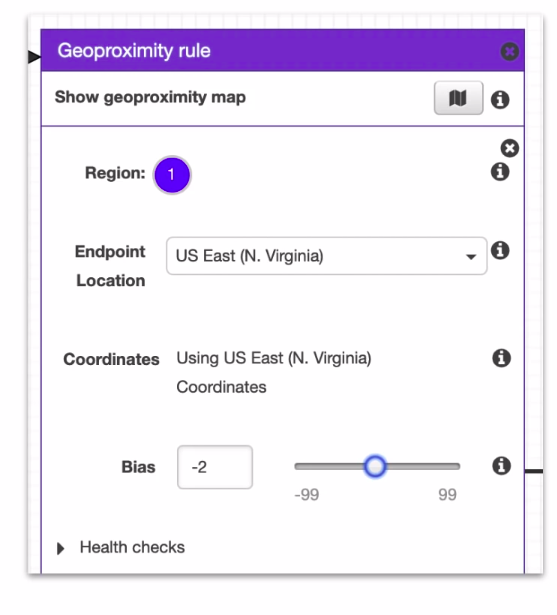 Geoproximity rule
Show geoproximity map
Region: 1
Endpoint
Location
US East (N. Virginia)
Coordinates
Using US East (N. Virginia)
Coordinates
Bias
-2
-99
99
Health checks